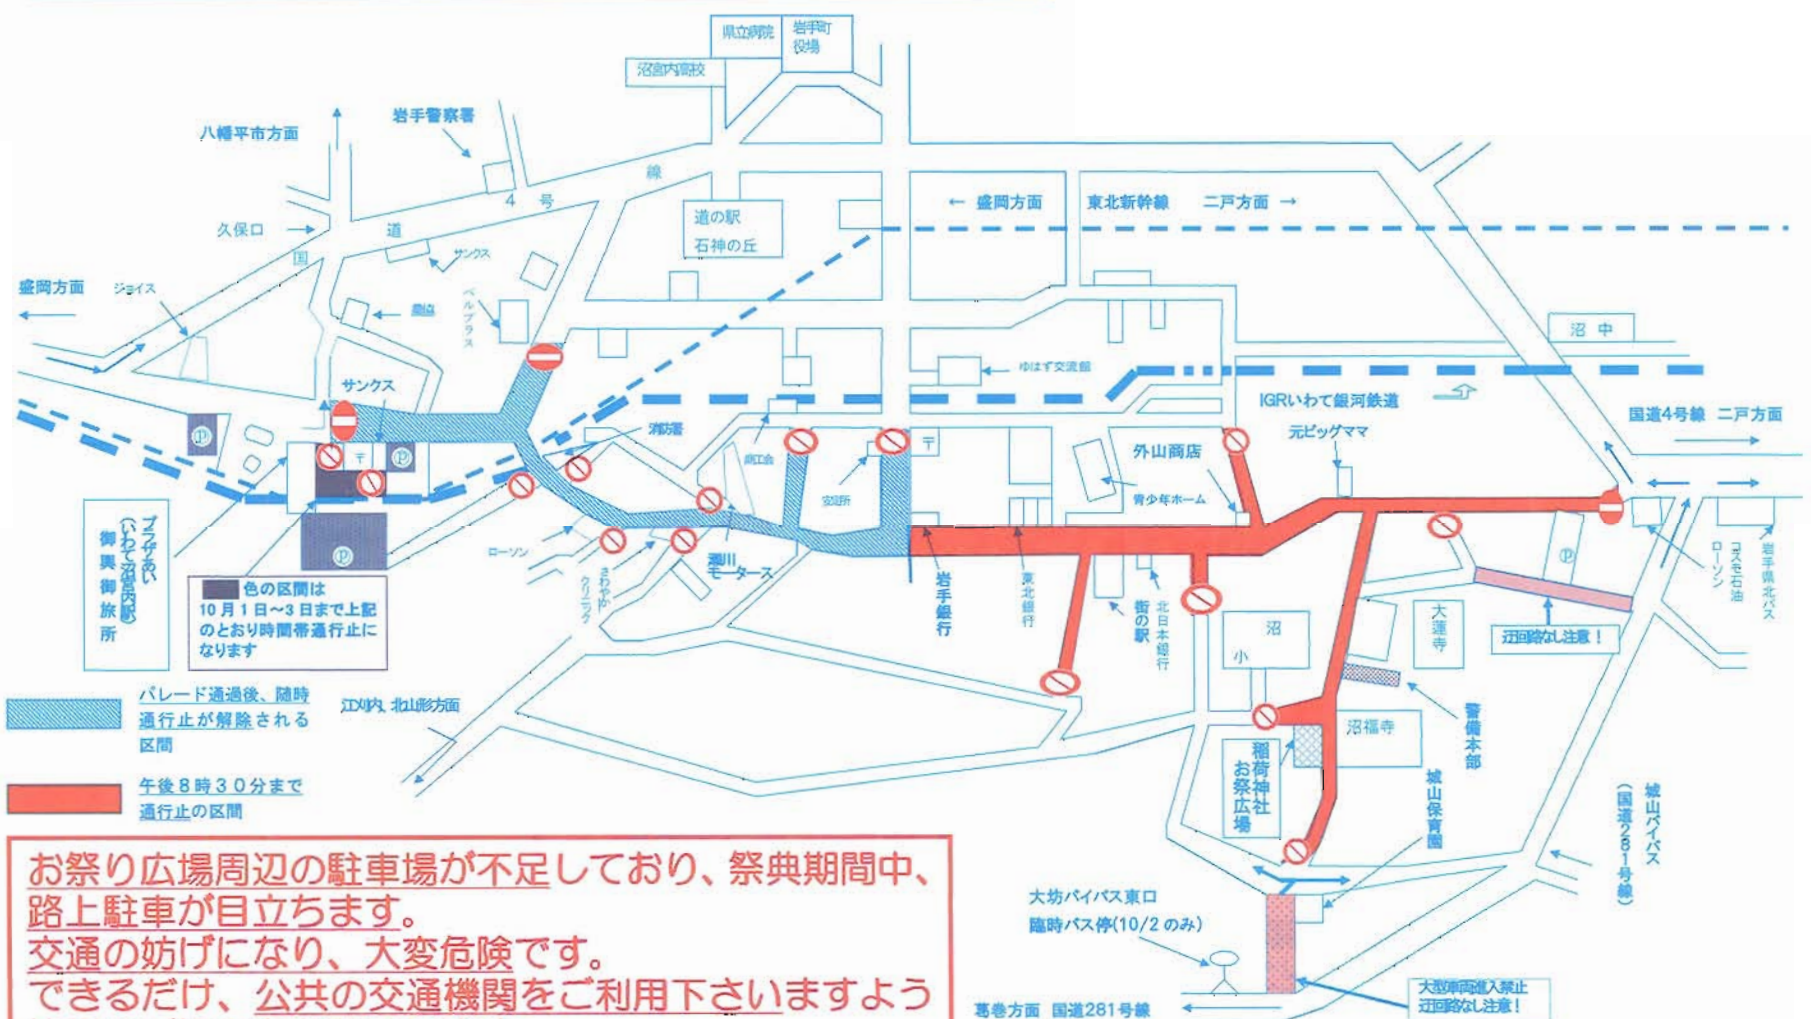 県立病院
岩手町
役場
沼宮内高校
八幡平市方面
岩手警察署
国道4号線
久保口
道の駅
石神の丘
← 盛岡方面
東北新幹線
二戸方面 →
盛岡方面
ジョイス
サンクス
農協
ベルプラス
サンクス
沼中
ゆはず交流館
IGRいわて銀河鉄道
国道4号線 二戸方面
元ビッグママ
外山商店
青少年ホーム
消防署
商工会
〒
〒
Ⓟ
Ⓟ
Ⓟ
Ⓟ
ローソン
さわやか
クリニック
モータース
岩手銀行
東北銀行
街の駅
北日本銀行
沼
小
大蓮寺
迂回路なし注意！
ローソン
コスモ石油
岩手県北バス
プラザあい
(いわて沼宮内駅)
御輿御旅所
色の区間は
10月1日～3日まで上記
のとおり時間帯通行止に
なります
パレード通過後、随時
通行止が解除される
区間
江刈内、北山形方面
午後8時30分まで
通行止の区間
警備本部
沼福寺
稲荷神社
お祭広場
城山保育園
城山バイパス
(国道281号線)
大坊バイパス東口
臨時バス停(10/2のみ)
葛巻方面 国道281号線
大型車両進入禁止
迂回路なし注意！
お祭り広場周辺の駐車場が不足しており、祭典期間中、
路上駐車が目立ちます。
交通の妨げになり、大変危険です。
できるだけ、公共の交通機関をご利用下さいますよう